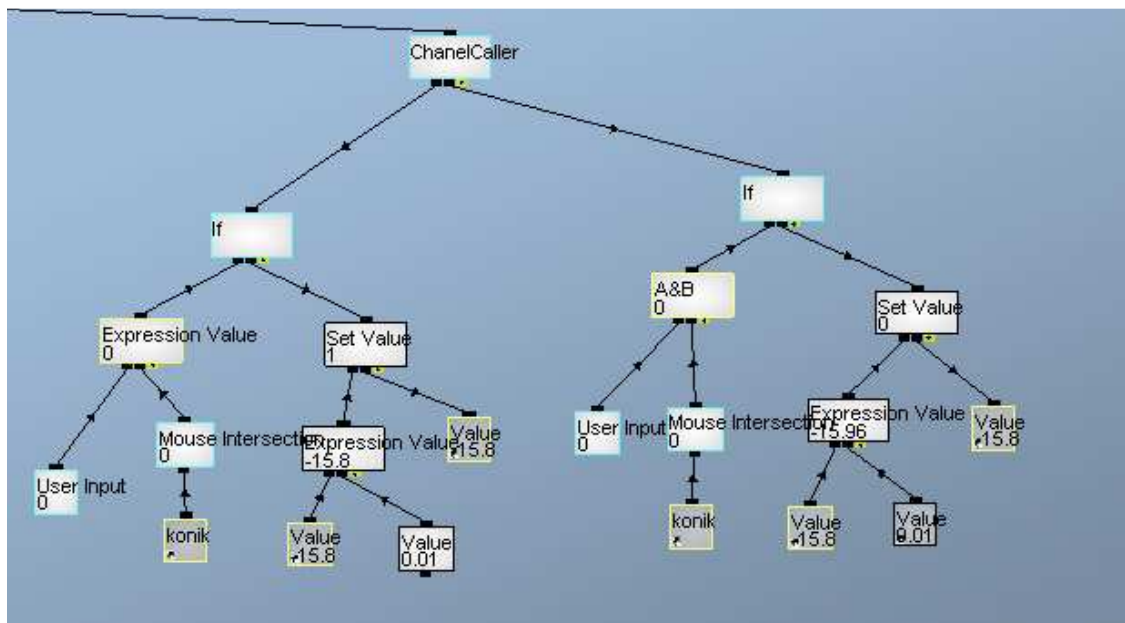 ChanelCaller
If
If
A&B
0
Set Value
0
Expression Value
0
Set Value
1
User Input
0
Mouse Intersection
0
Expression Value
-15.8
Value
-15.8
User Input
0
Mouse Intersection
0
Expression Value
-15.96
Value
-15.8
konik
Value
-15.8
Value
0.01
konik
Value
-15.8
Value
0.01